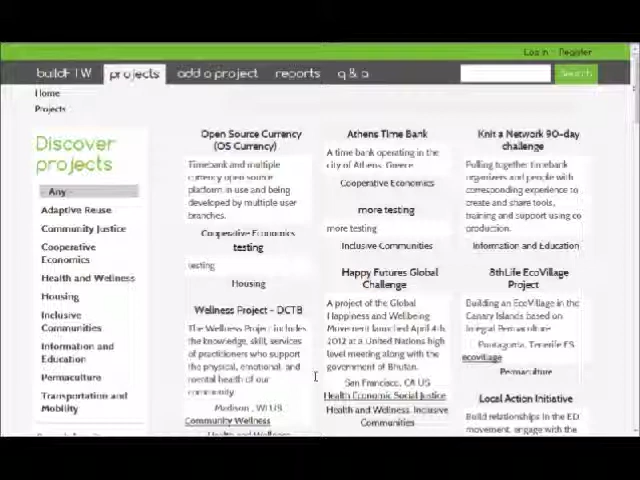 Log in - Register
buildFTW projects add a project reports q & a Search
Home
Projects
Discover
projects
- Any -
Adaptive Reuse
Community Justice
Cooperative
Economics
Health and Wellness
Housing
Inclusive
Communities
Information and
Education
Permaculture
Transportation and
Mobility
Open Source Currency
(OS Currency)
Timebank and multiple
currency open source
platform in use and being
developed by multiple user
branches.
Cooperative Economics
testing
testing
Housing
Wellness Project - DCTB
The Wellness Project includes
the knowledge, skill, services
of practitioners who support
the physical, emotional, and
mental health of our
community.
Madison, WI US
Community Wellness
Health and Wellness
Athens Time Bank
A time bank operating in the
city of Athens, Greece
Cooperative Economics
more testing
more testing
Inclusive Communities
Happy Futures Global
Challenge
A project of the Global
Happiness and Wellbeing
Movement launched April 4th,
2012 at a United Nations high
level meeting along with the
government of Bhutan.
San Francisco, CA US
Health Economic Social Justice
Health and Wellness, Inclusive
Communities
Knit a Network 90-day
challenge
Pulling together timebank
organizers and people with
corresponding experience to
create and share tools,
training and support using co
production.
Information and Education
8thLife EcoVillage
Project
Building an EcoVillage in the
Canary Islands based on
Integral Permaculture
Puntagorda, Tenerife ES
ecovillage
Permaculture
Local Action Initiative
Build relationships in the ED
movement, engage with the